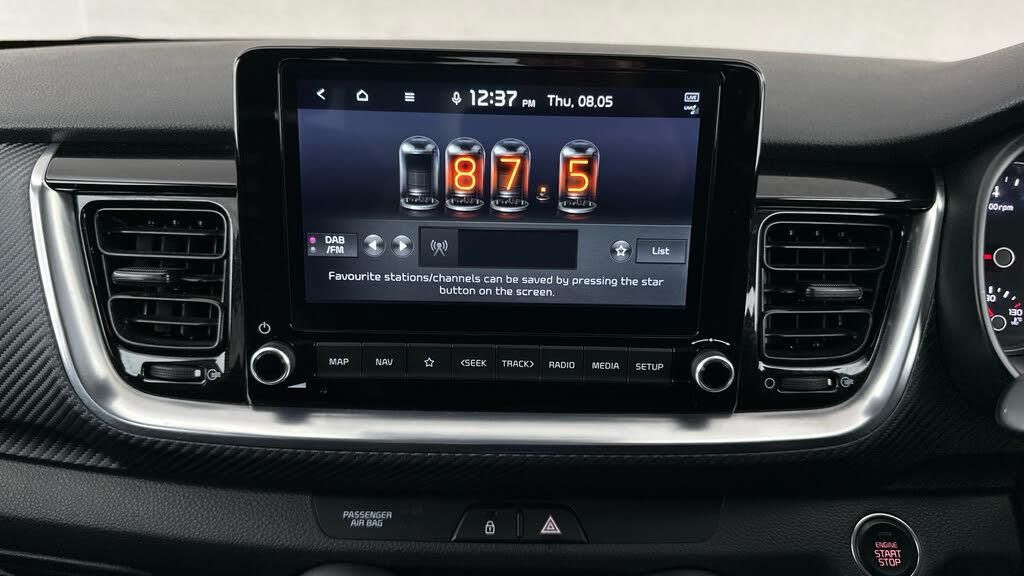 12:37 PM Thu, 08.05
LIVE
87.5
DAB
/FM
List
Favourite stations/channels can be saved by pressing the star
button on the screen.
MAP NAV <SEEK TRACK> RADIO MEDIA SETUP
PASSENGER
AIR BAG
ENGINE
START
STOP
130